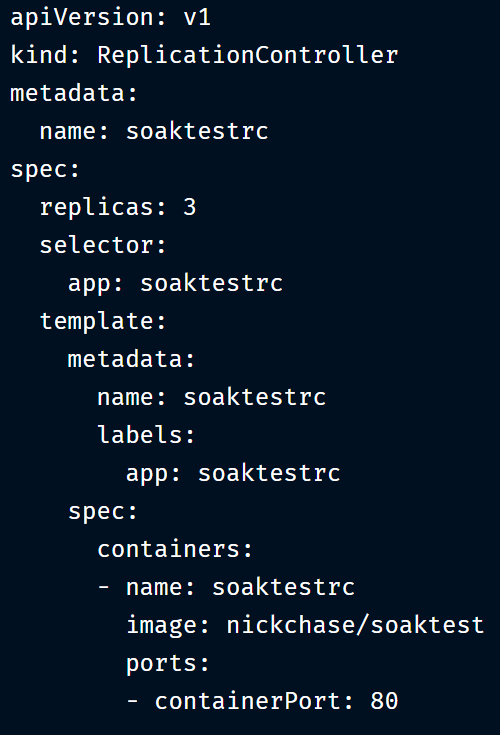 apiVersion: v1
kind: ReplicationController
metadata:
  name: soaktestrc
spec:
  replicas: 3
  selector:
    app: soaktestrc
  template:
    metadata:
      name: soaktestrc
      labels:
        app: soaktestrc
    spec:
      containers:
      - name: soaktestrc
        image: nickchase/soaktest
        ports:
        - containerPort: 80